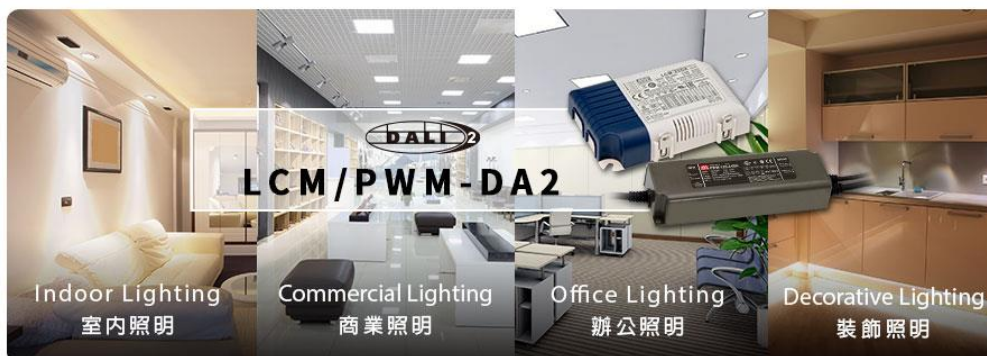 DALI 2
LCM/PWM-DA2
Indoor Lighting
室内照明
Commercial Lighting
商業照明
Office Lighting
辦公照明
Decorative Lighting
裝飾照明